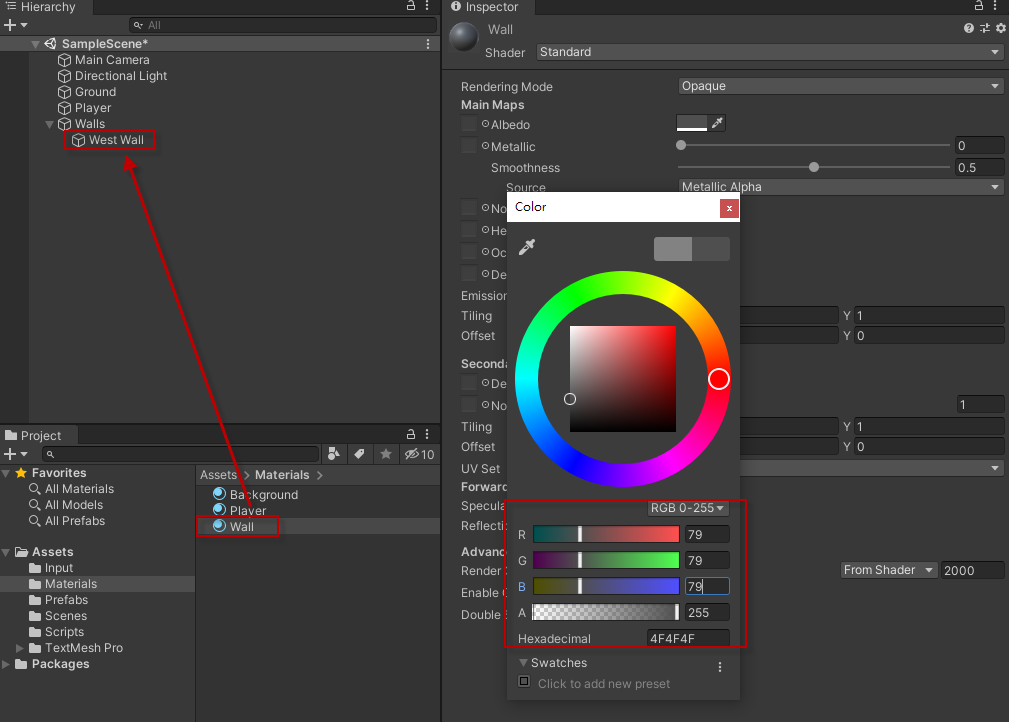 Hierarchy
All
SampleScene*
Main Camera
Directional Light
Ground
Player
Walls
West Wall
Project
10
Favorites
All Materials
All Models
All Prefabs
Assets
Input
Materials
Prefabs
Scenes
Scripts
TextMesh Pro
Packages
Assets > Materials >
Background
Player
Wall
Inspector
Wall
Shader Standard
Rendering Mode Opaque
Main Maps
Albedo
Metallic 0
Smoothness 0.5
Source Metallic Alpha
No
He
Oc
De
Emission
Tiling Y 1
Offset Y 0
Seconda
De
No 1
Tiling Y 1
Offset Y 0
UV Set
Forward
Specula
Reflecti
Advanc
Render From Shader 2000
Enable
Double
Color
x
RGB 0-255
R 79
G 79
B 79
A 255
Hexadecimal 4F4F4F
Swatches
Click to add new preset